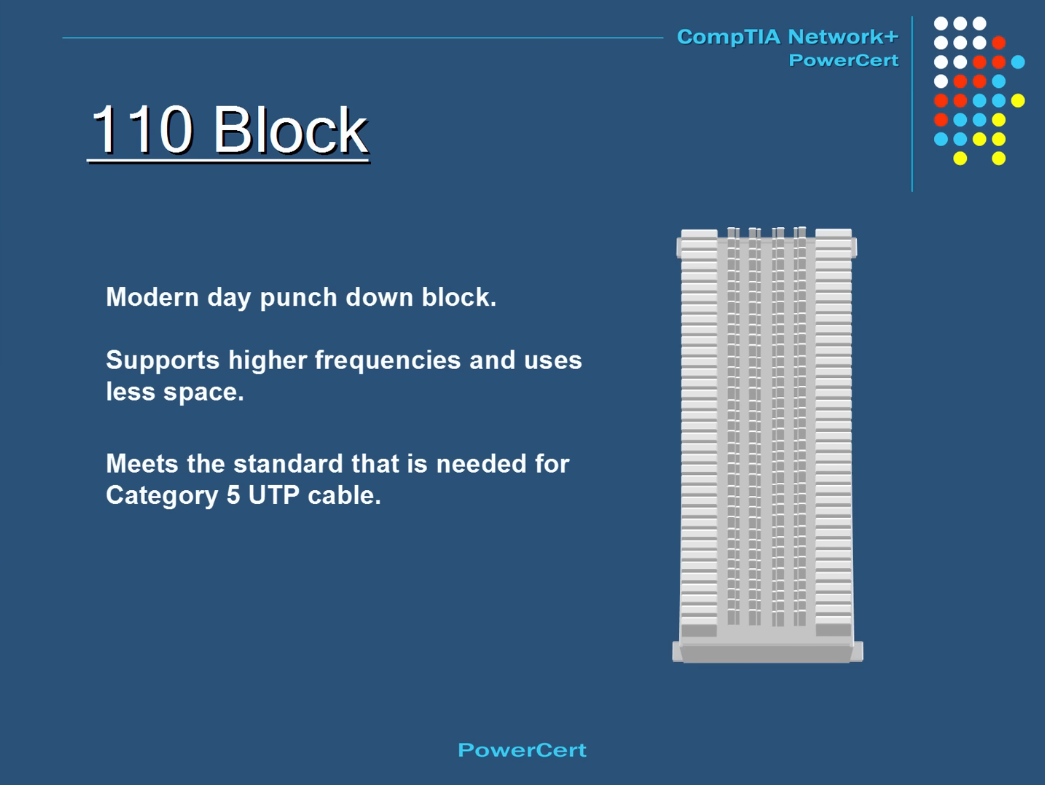 CompTIA Network+
PowerCert
110 Block
Modern day punch down block.
Supports higher frequencies and uses
less space.
Meets the standard that is needed for
Category 5 UTP cable.
PowerCert